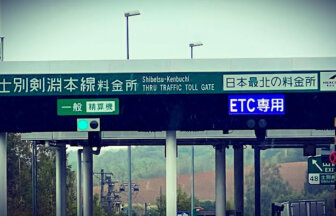 士別剣淵本線料金所
Shibetsu-Kenbuchi
THRU TRAFFIC TOLL GATE
日本最北の料金所
一般 精算機
ETC専用
48